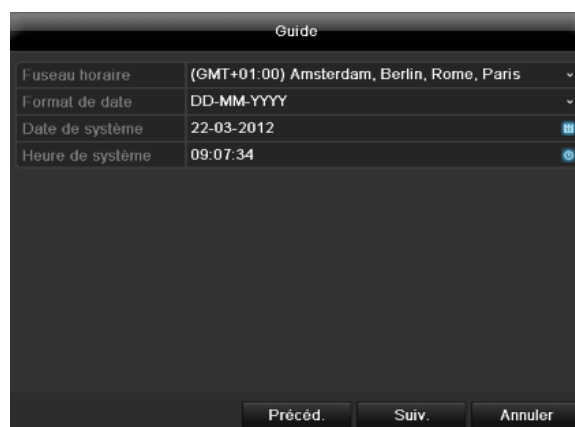 Guide
Fuseau horaire (GMT+01:00) Amsterdam, Berlin, Rome, Paris
Format de date DD-MM-YYYY
Date de système 22-03-2012
Heure de système 09:07:34
Précéd. Suiv. Annuler